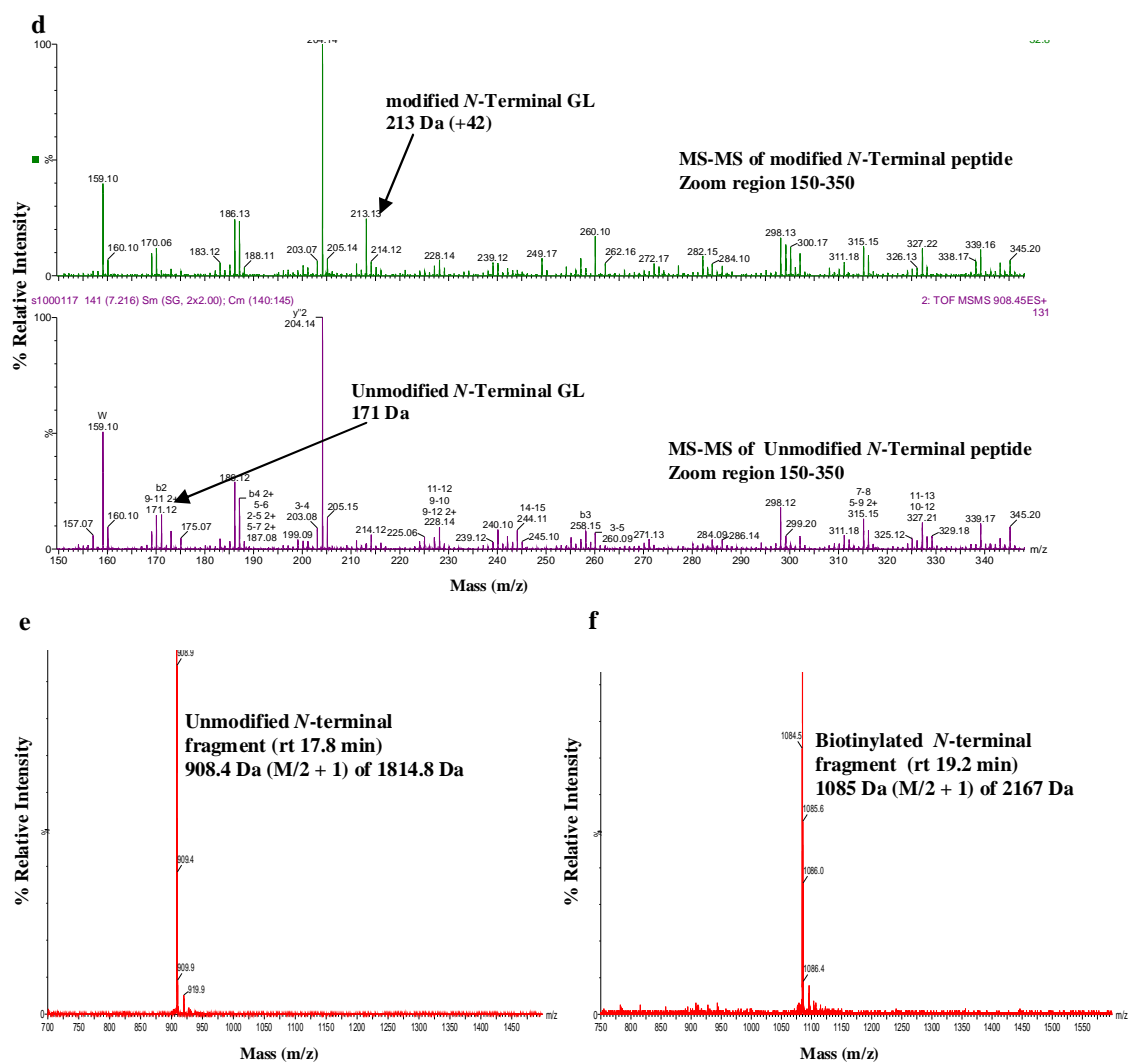 d
100
204.14
modified N-Terminal GL
213 Da (+42)
MS-MS of modified N-Terminal peptide
Zoom region 150-350
%
159.10
160.10
170.06
183.12
186.13
188.11
203.07
205.14
213.13
214.12
228.14
239.12
249.17
260.10
262.16
272.17
282.15
284.10
298.13
300.17
311.18
315.15
326.13
327.22
338.17
339.16
345.20
0
s1000117 141 (7.216) Sm (SG, 2x2.00); Cm (140:145)
2: TOF MSMS 908.45ES+
131
% Relative Intensity
100
y"2
204.14
Unmodified N-Terminal GL
171 Da
MS-MS of Unmodified N-Terminal peptide
Zoom region 150-350
%
W
159.10
157.07
160.10
b2
9-11 2+
171.12
175.07
186.12
b4 2+
5-6
2-5 2+
5-7 2+
187.08
199.09
3-4
203.08
205.15
214.12
225.06
11-12
9-10
9-12 2+
228.14
239.12
240.10
14-15
244.11
245.10
b3
258.15
3-5
260.09
271.13
284.09
286.14
298.12
299.20
311.18
7-8
5-9 2+
315.15
325.12
11-13
10-12
327.21
329.18
339.17
345.20
0
m/z
150 160 170 180 190 200 210 220 230 240 250 260 270 280 290 300 310 320 330 340
Mass (m/z)
e
908.9
Unmodified N-terminal
fragment (rt 17.8 min)
908.4 Da (M/2 + 1) of 1814.8 Da
% Relative Intensity
%
909.4
909.9
919.9
0
m/z
700 750 800 850 900 950 1000 1050 1100 1150 1200 1250 1300 1350 1400 1450
Mass (m/z)
f
1084.5
Biotinylated N-terminal
fragment (rt 19.2 min)
1085 Da (M/2 + 1) of 2167 Da
% Relative Intensity
%
1085.6
1086.0
1086.4
0
m/z
750 800 850 900 950 1000 1050 1100 1150 1200 1250 1300 1350 1400 1450 1500 1550
Mass (m/z)